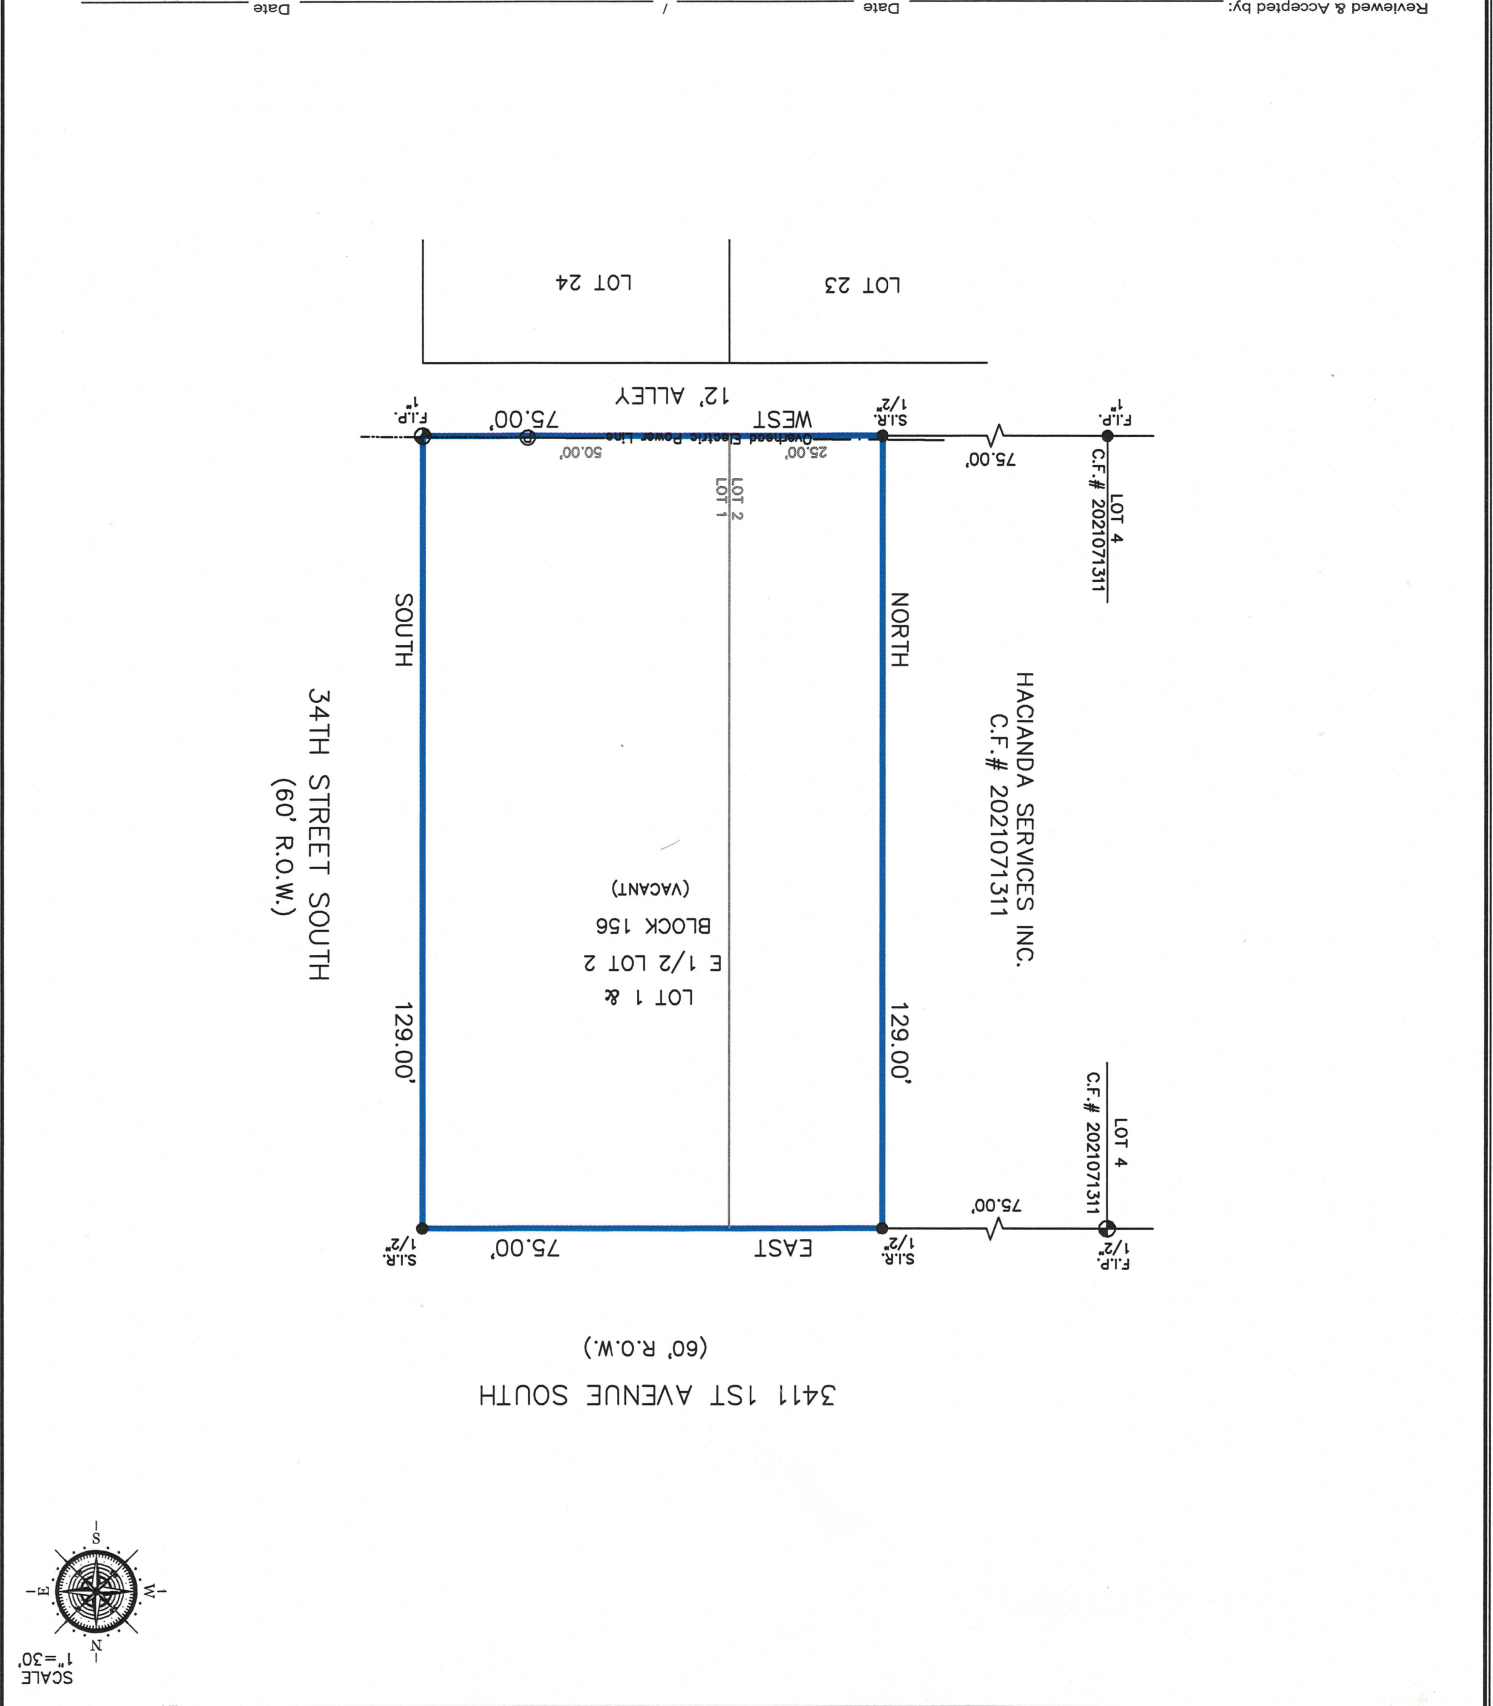 SCALE
1"=30'
N
W
E
S
3411 1ST AVENUE SOUTH
(60' R.O.W.)
F.I.P.
1/2"
S.I.R.
1/2"
EAST
75.00'
S.I.R.
1/2"
75.00'
LOT 4
C.F.# 2021071311
129.00'
129.00'
LOT 1 &
E 1/2 LOT 2
BLOCK 156
(VACANT)
HACIANDA SERVICES INC.
C.F.# 2021071311
34TH STREET SOUTH
(60' R.O.W.)
NORTH
SOUTH
LOT 4
C.F.# 2021071311
LOT 2
LOT 1
75.00'
25.00'
50.00'
Overhead Electric Power Line
F.I.P.
1"
S.I.R.
1/2"
WEST
75.00'
F.I.P.
1"
12' ALLEY
LOT 23
LOT 24
Reviewed & Accepted by:
Date
/
Date